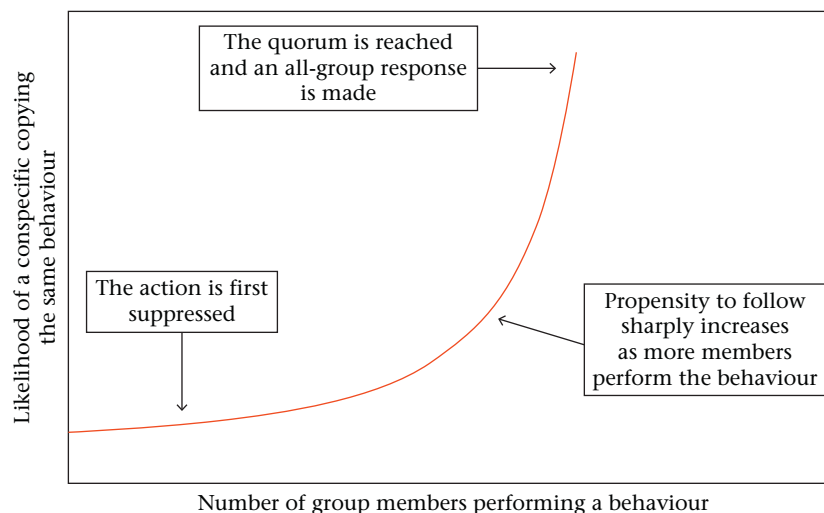 The quorum is reached
and an all-group response
is made
The action is first
suppressed
Propensity to follow
sharply increases
as more members
perform the behaviour
Likelihood of a conspecific copying
the same behaviour
Number of group members performing a behaviour